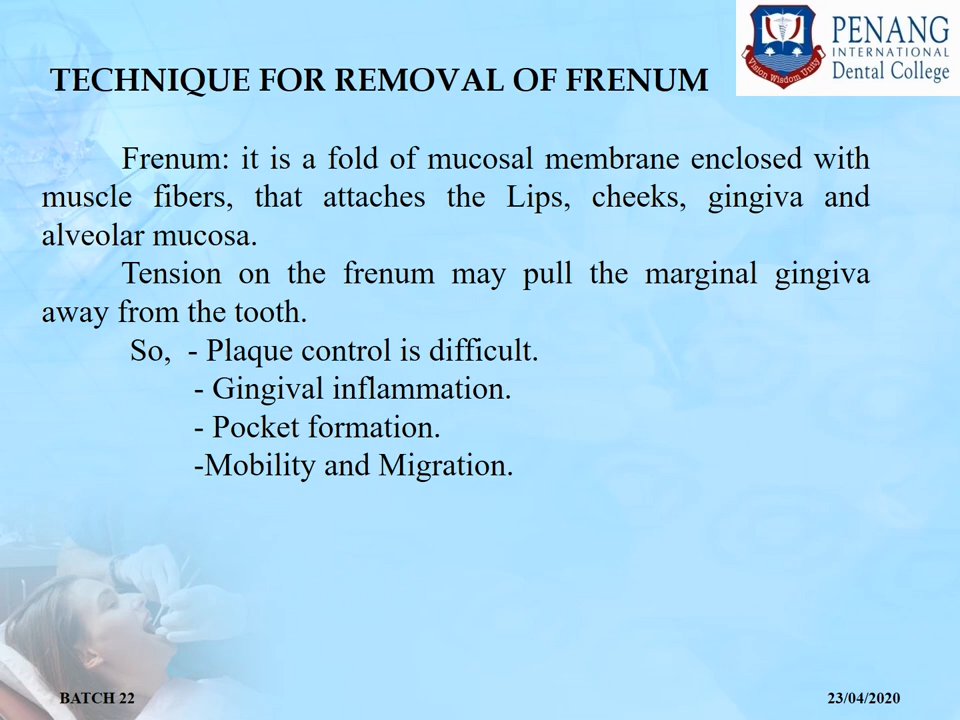 PENANG
INTERNATIONAL
Dental College
Vision Wisdom Unity
TECHNIQUE FOR REMOVAL OF FRENUM
Frenum: it is a fold of mucosal membrane enclosed with
muscle fibers, that attaches the Lips, cheeks, gingiva and
alveolar mucosa.
Tension on the frenum may pull the marginal gingiva
away from the tooth.
So, - Plaque control is difficult.
- Gingival inflammation.
- Pocket formation.
-Mobility and Migration.
BATCH 22
23/04/2020